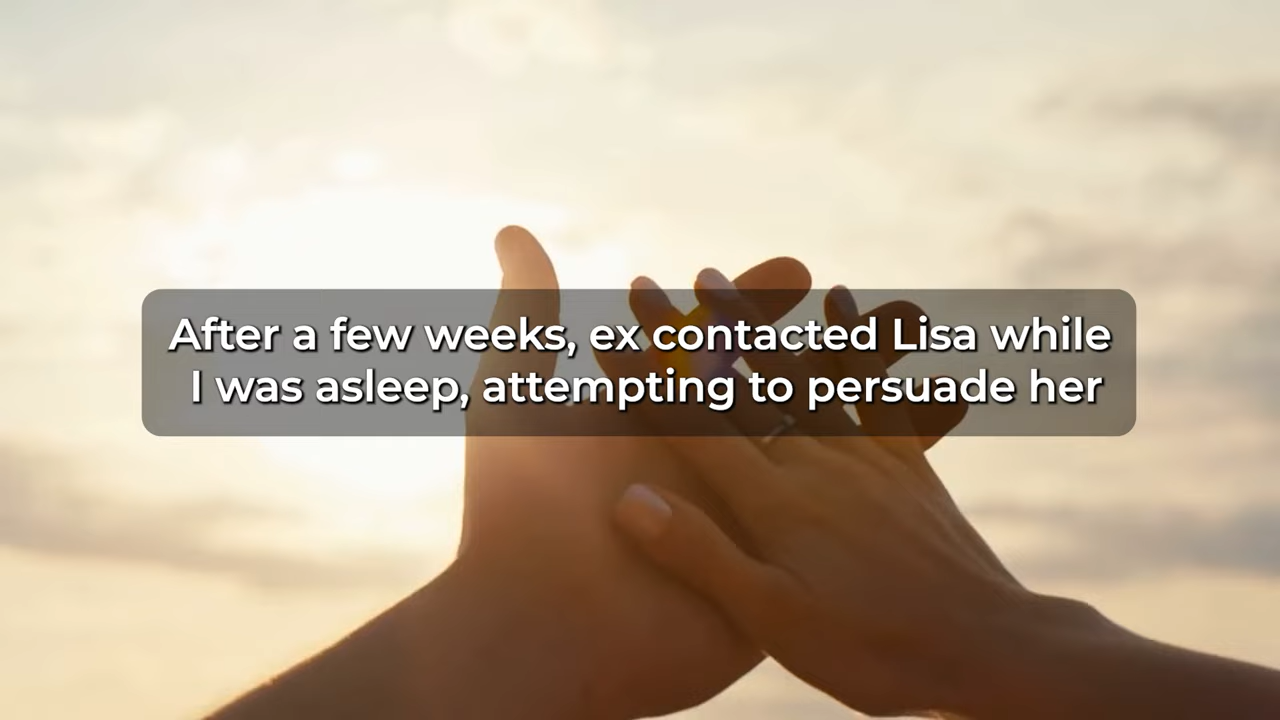 After a few weeks, ex contacted Lisa while
I was asleep, attempting to persuade her